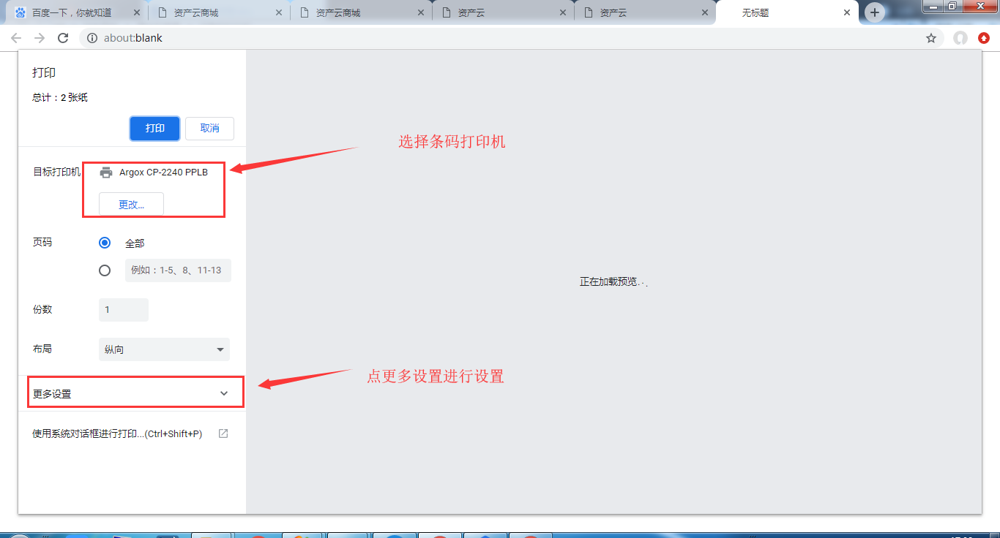 百度一下，你就知道
资产云商城
资产云商城
资产云
资产云
无标题
about:blank
打印
总计：2 张纸
打印
取消
选择条码打印机
目标打印机
Argox CP-2240 PPLB
更改...
页码
全部
例如：1-5、8、11-13
正在加载预览...
份数
1
布局
纵向
点更多设置进行设置
更多设置
使用系统对话框进行打印...(Ctrl+Shift+P)